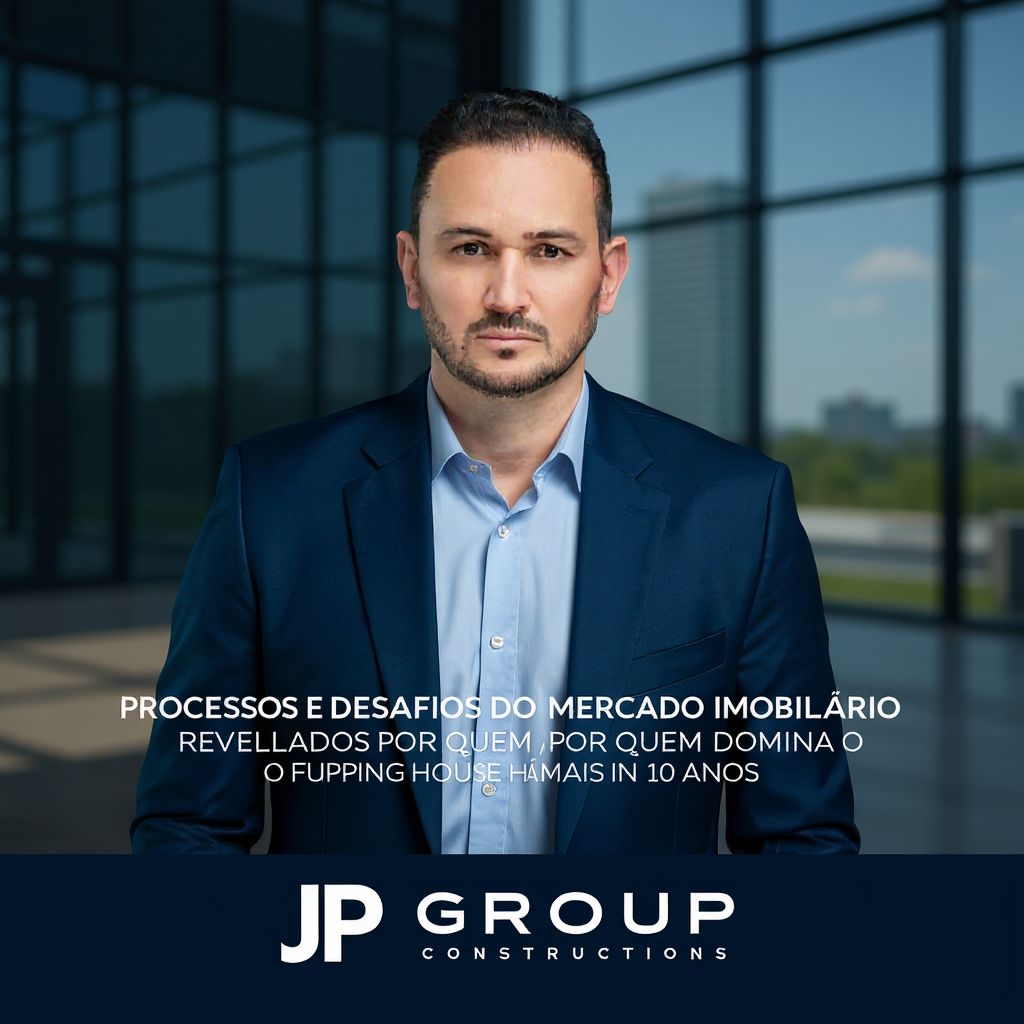 PROCESSOS E DESAFIOS DO MERCADO IMOBILÃRIO
REVELLADOS POR QUEM , POR QUEM DOMINA O
O FUPPING HOUSE HÁMAIS IN 10 ANOS
JP GROUP
CONSTRUCTIONS